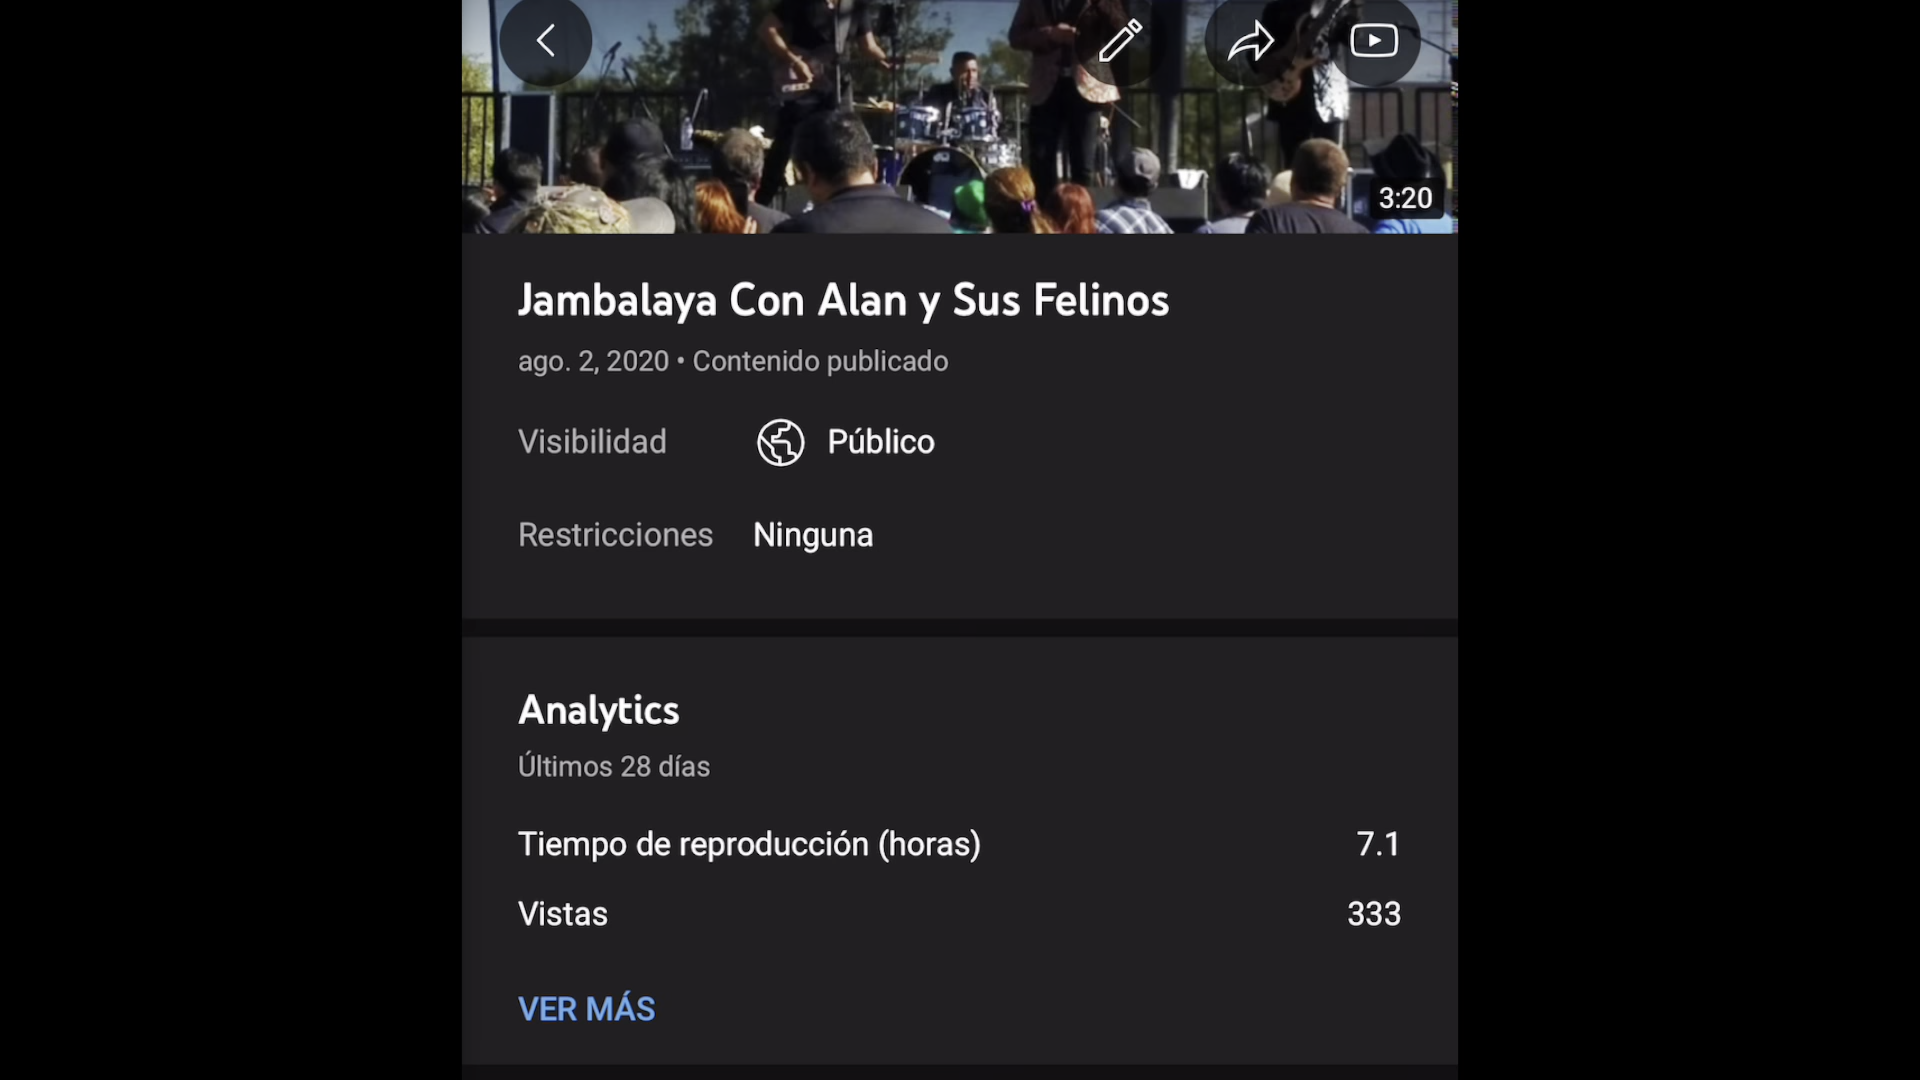 3:20
Jambalaya Con Alan y Sus Felinos
ago. 2, 2020 • Contenido publicado
Visibilidad Público
Restricciones Ninguna
Analytics
Últimos 28 días
Tiempo de reproducción (horas) 7.1
Vistas 333
VER MÁS